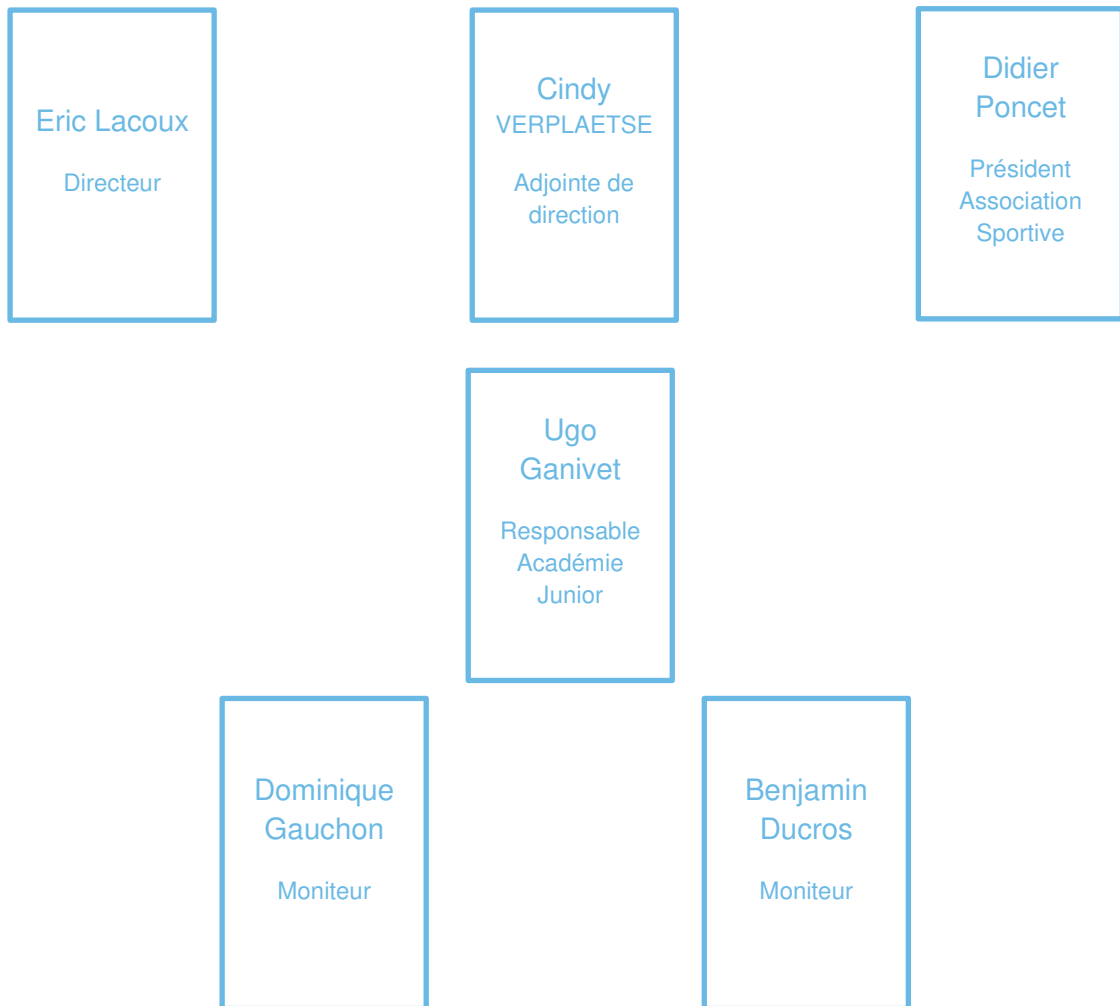 Eric Lacoux
Directeur
Cindy
VERPLAETSE
Adjointe de
direction
Didier
Poncet
Président
Association
Sportive
Ugo
Ganivet
Responsable
Académie
Junior
Dominique
Gauchon
Moniteur
Benjamin
Ducros
Moniteur